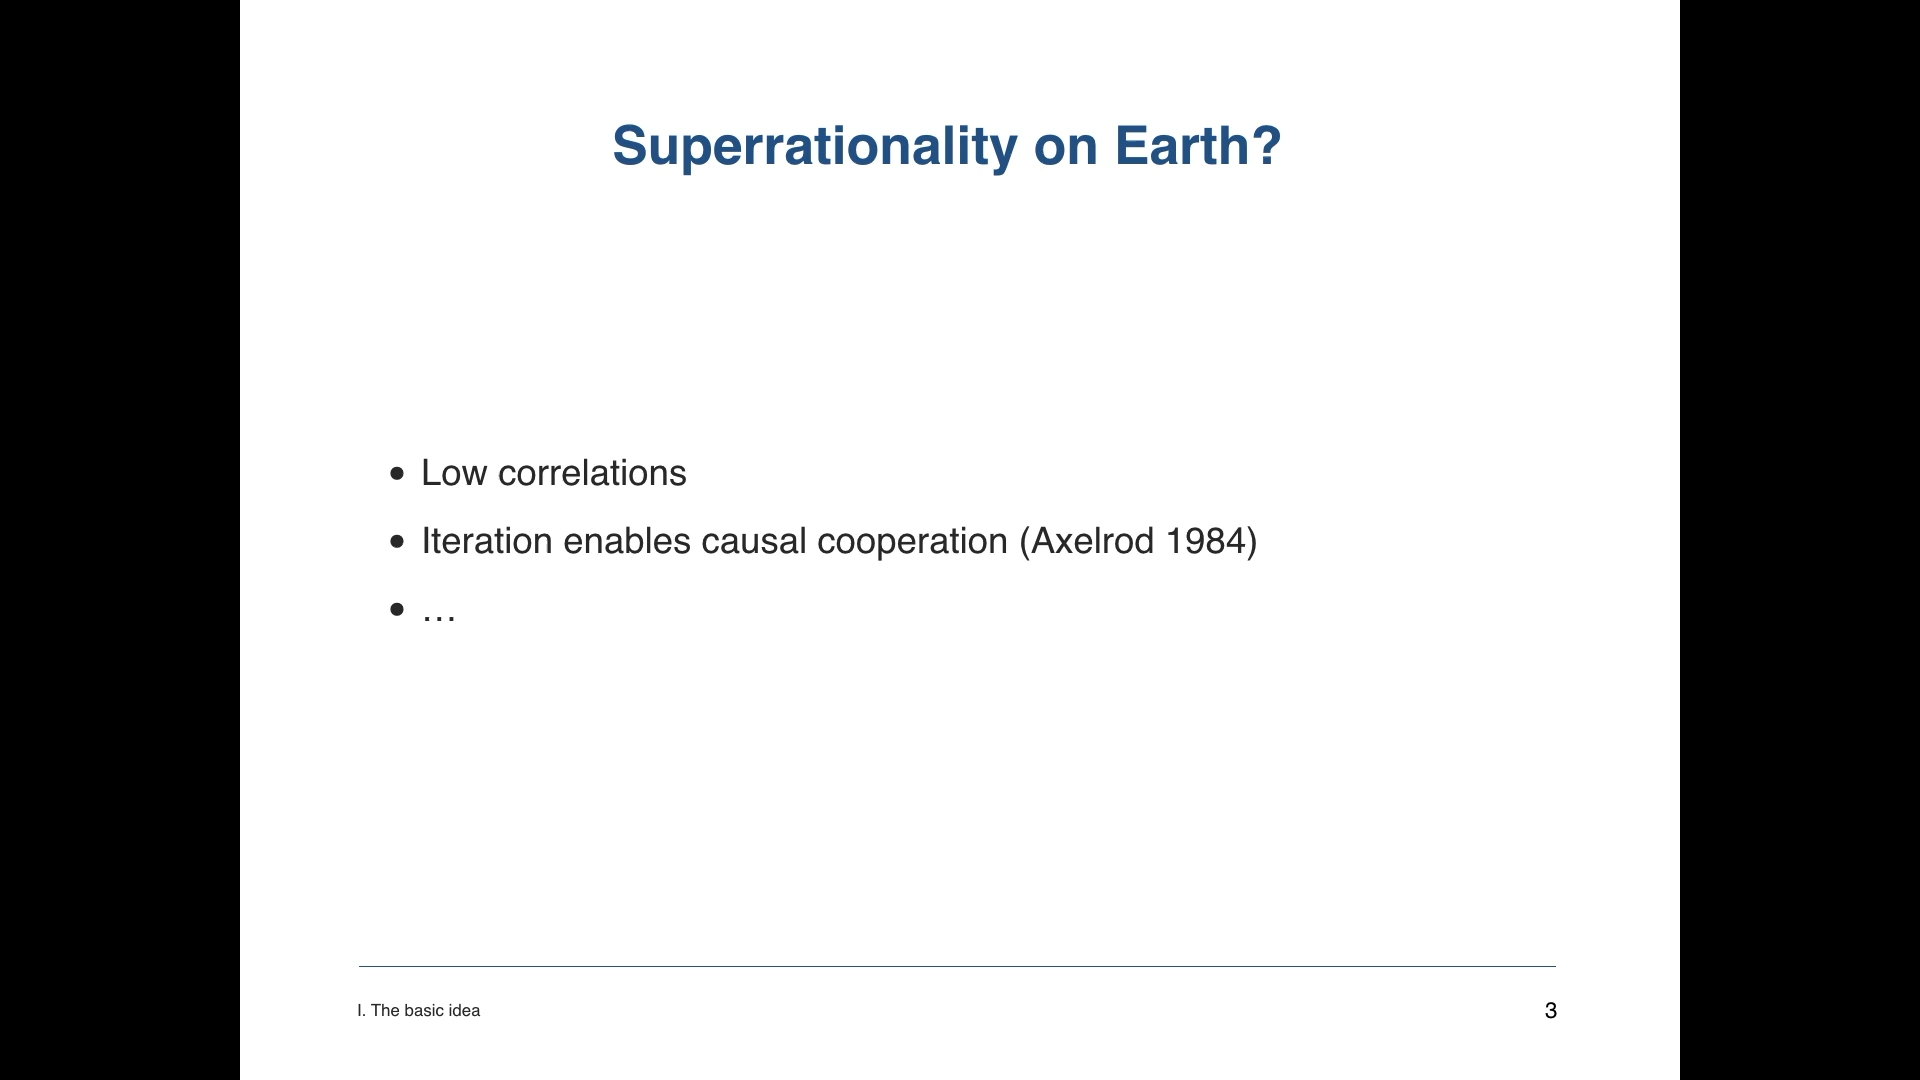 Superrationality on Earth?
• Low correlations
• Iteration enables causal cooperation (Axelrod 1984)
• …
I. The basic idea
3